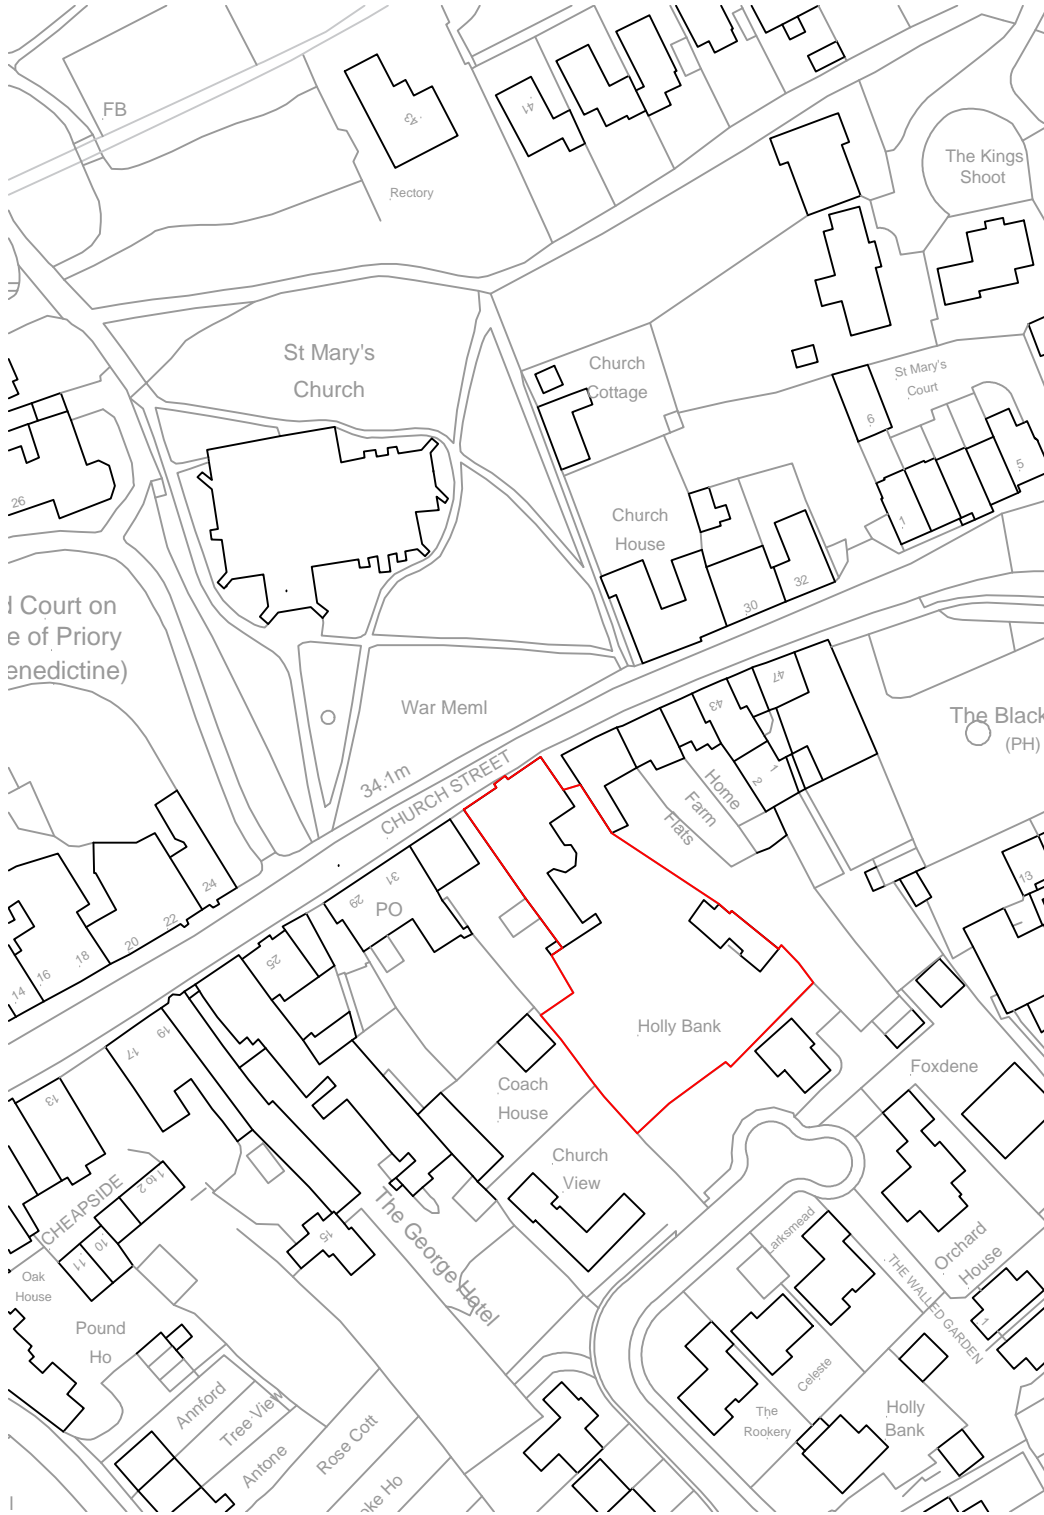 FB
43
41
Rectory
The Kings
Shoot
St Mary's
Church
Church
Cottage
St Mary's
Court
6
5
1
26
Church
House
30
32
d Court on
e of Priory
enedictine)
War Meml
47
43
The Black
(PH)
34.1m
CHURCH STREET
1
2
Home
Farm
Flats
31
29
PO
24
22
20
18
16
14
13
25
19
17
Holly Bank
Coach
House
Foxdene
13
Church
View
CHEAPSIDE
1 to 2
10
11
15
The George Hotel
arksmead
Orchard
House
THE WALLED GARDEN
1
Oak
House
Pound
Ho
Celeste
The
Rookery
Holly
Bank
Annford
Tree View
Antone
Rose Cott
oke Ho
l